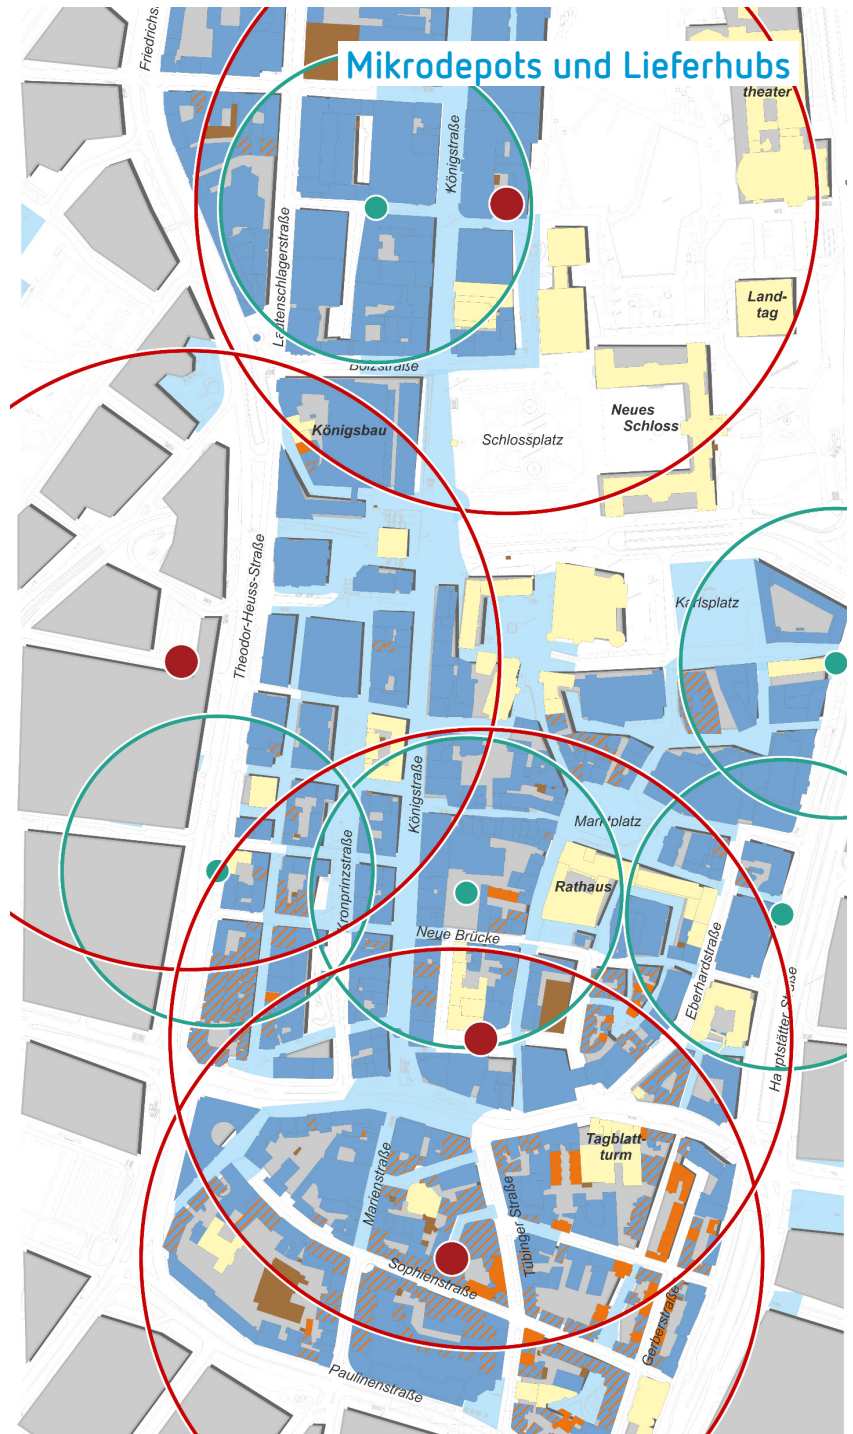 Friedrichs
Mikrodepots und Lieferhubs
theater
Königstraße
Lautenschlagerstraße
Land-
tag
Bolzstraße
Neues
Schloss
Königsbau
Schlossplatz
Theodor-Heuss-Straße
Karlsplatz
Königstraße
Marktplatz
Kronprinzstraße
Rathaus
Neue Brücke
Eberhardstraße
Hauptstätter Straße
Tagblatt-
turm
Marienstraße
Tübinger Straße
Sophienstraße
Gerberstraße
Paulinenstraße